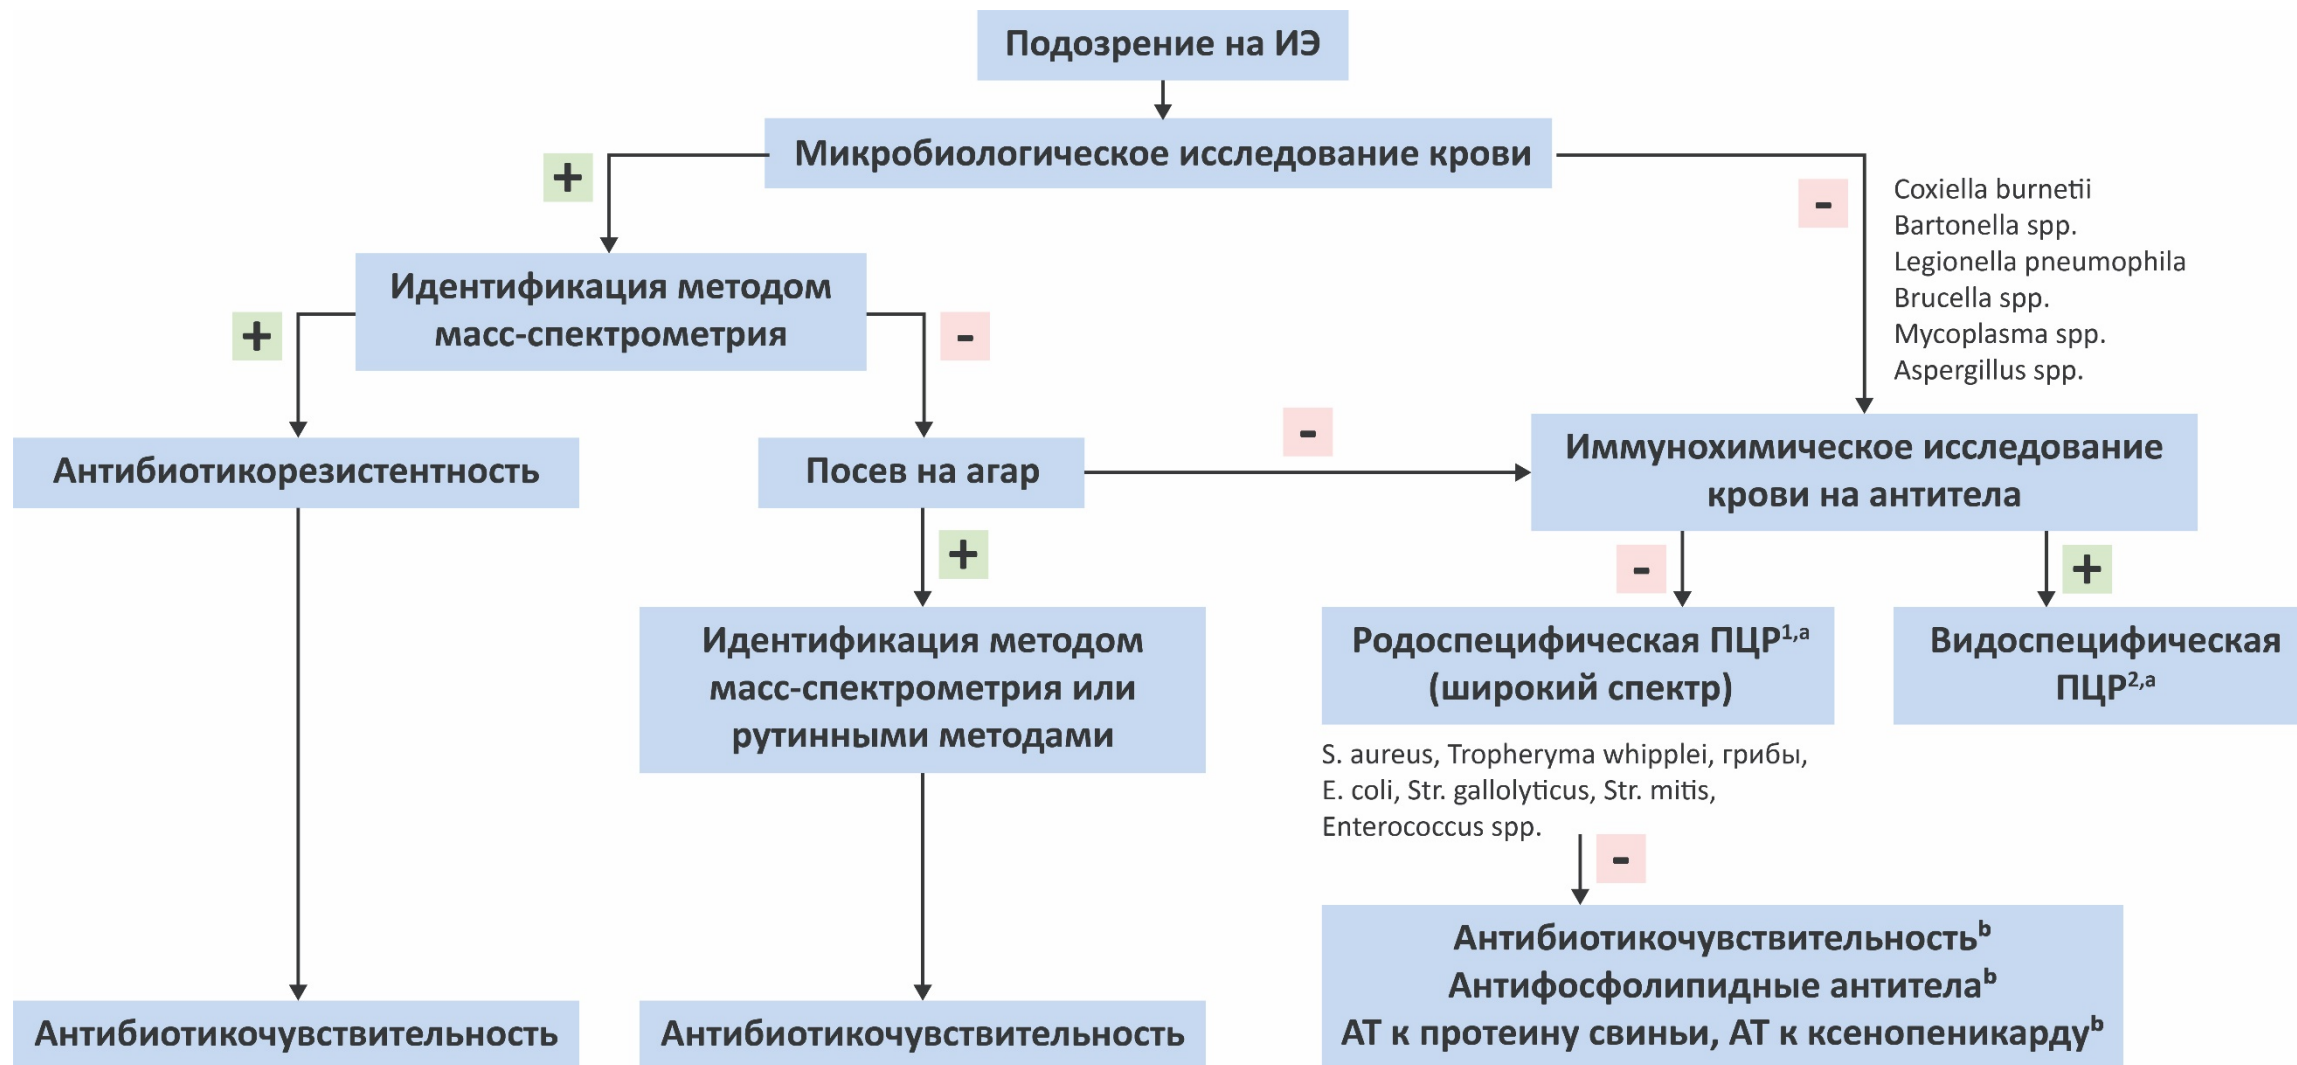 Подозрение на ИЭ
Микробиологическое исследование крови
+
-
Coxiella burnetii
Bartonella spp.
Legionella pneumophila
Brucella spp.
Mycoplasma spp.
Aspergillus spp.
Идентификация методом
масс-спектрометрия
+
-
Антибиотикорезистентность
Посев на агар
-
Иммунохимическое исследование
крови на антитела
+
-
+
Идентификация методом
масс-спектрометрия или
рутинными методами
Родоспецифическая ПЦР1,a
(широкий спектр)
Видоспецифическая
ПЦР2,a
S. aureus, Tropheryma whipplei, грибы,
E. coli, Str. gallolyticus, Str. mitis,
Enterococcus spp.
-
Антибиотикочувствительность
Антибиотикочувствительность
Антибиотикочувствительностьb
Антифосфолипидные антителаb
АТ к протеину свиньи, АТ к ксенопеникардуb